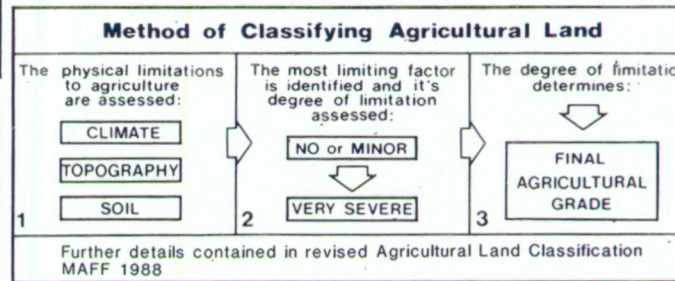 Method of Classifying Agricultural Land
The physical limitations
to agriculture
are assessed:
CLIMATE
TOPOGRAPHY
SOIL
1
The most limiting factor
is identified and it's
degree of limitation
assessed:
NO or MINOR
VERY SEVERE
2
The degree of limitatio
determines:
FINAL
AGRICULTURAL
GRADE
3
Further details contained in revised Agricultural Land Classification
MAFF 1988